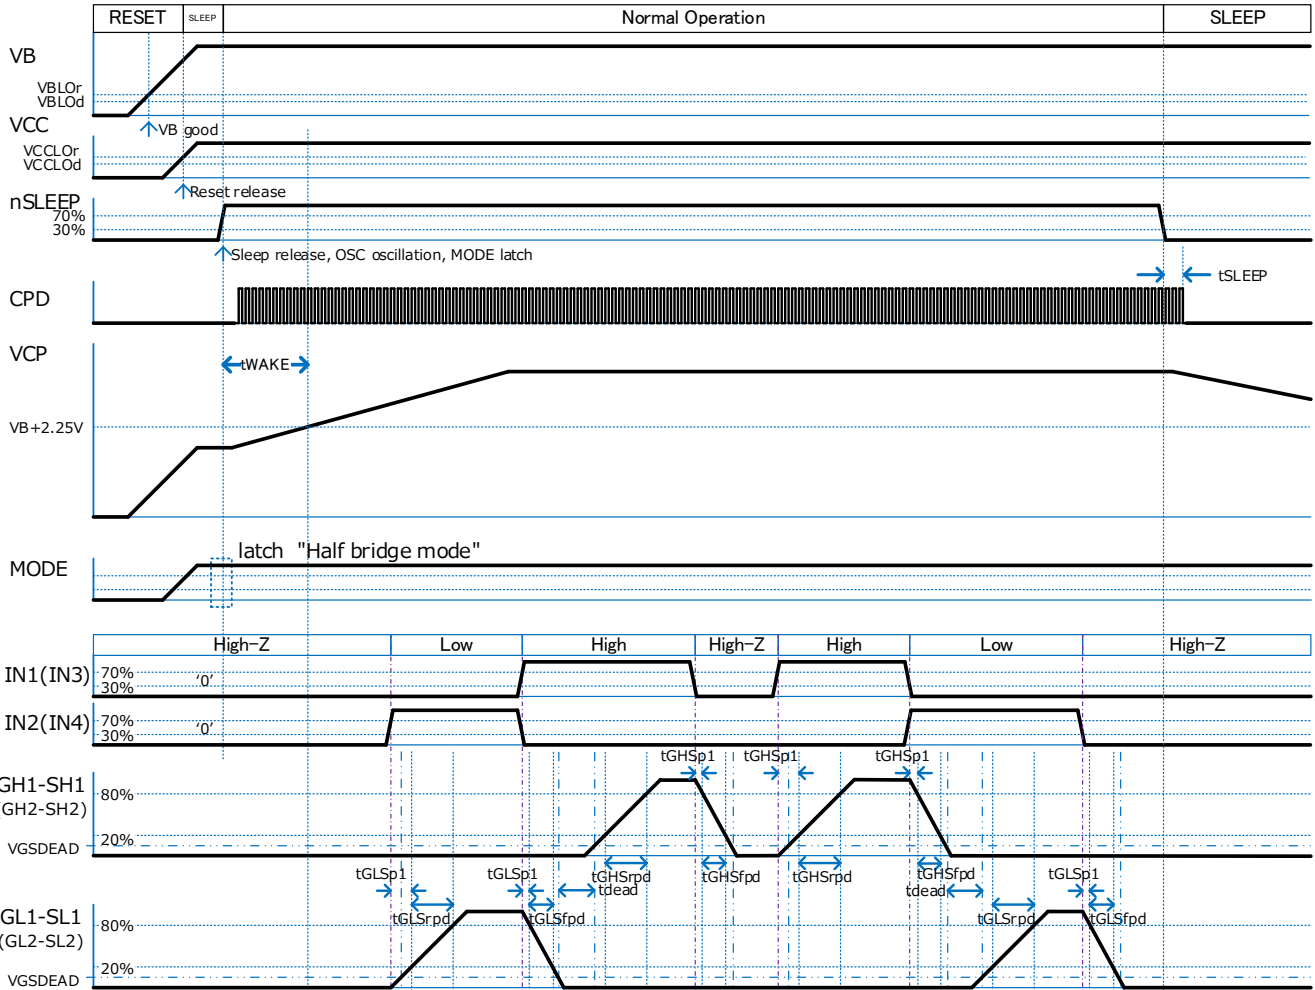 RESET SLEEP Normal Operation SLEEP
VB
VBLOr
VBLOd
VB good
VCC
VCCLOr
VCCLOd
Reset release
nSLEEP
70%
30%
Sleep release, OSC oscillation, MODE latch
tSLEEP
CPD
VCP
tWAKE
VB+2.25V
latch "Half bridge mode"
MODE
High-Z Low High High-Z High Low High-Z
IN1(IN3)
70%
30%
'0'
IN2(IN4)
70%
30%
'0'
tGHSp1 tGHSp1 tGHSp1
GH1-SH1
(GH2-SH2)
80%
20%
VGSDEAD
tGHSrpd tGHSfpd tGHSrpd tGHSfpd
tGLSp1 tGLSp1 tdead tdead tGLSp1
GL1-SL1
(GL2-SL2)
tGLSrpd tGLSfpd tGLSrpd tGLSfpd
80%
20%
VGSDEAD